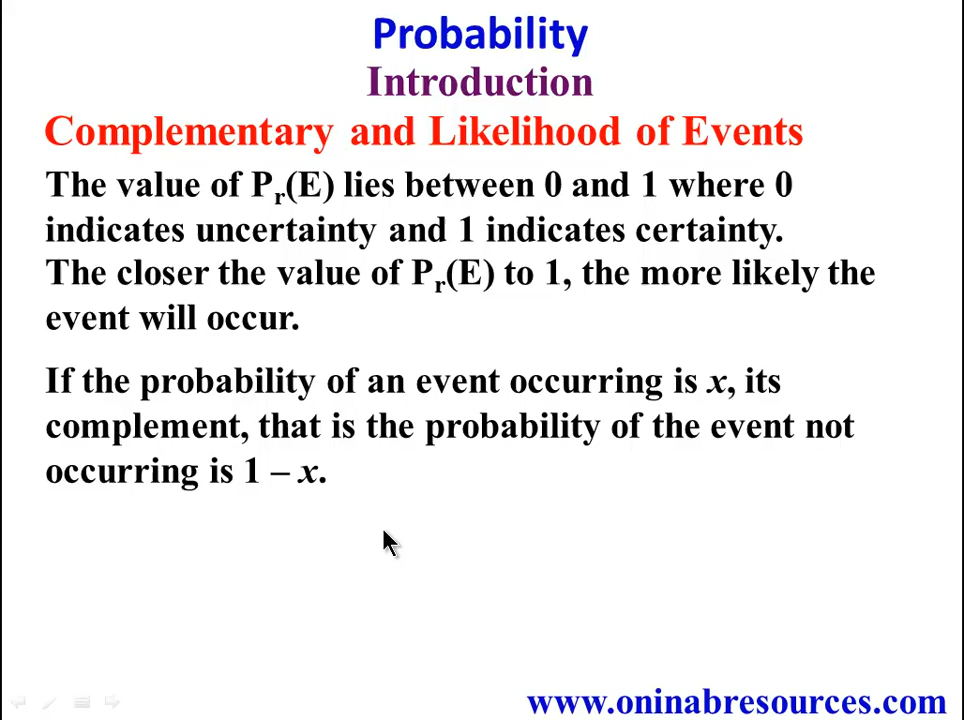 Probability
Introduction
Complementary and Likelihood of Events
The value of Pr(E) lies between 0 and 1 where 0
indicates uncertainty and 1 indicates certainty.
The closer the value of Pr(E) to 1, the more likely the
event will occur.
If the probability of an event occurring is x, its
complement, that is the probability of the event not
occurring is 1 – x.
www.oninabresources.com